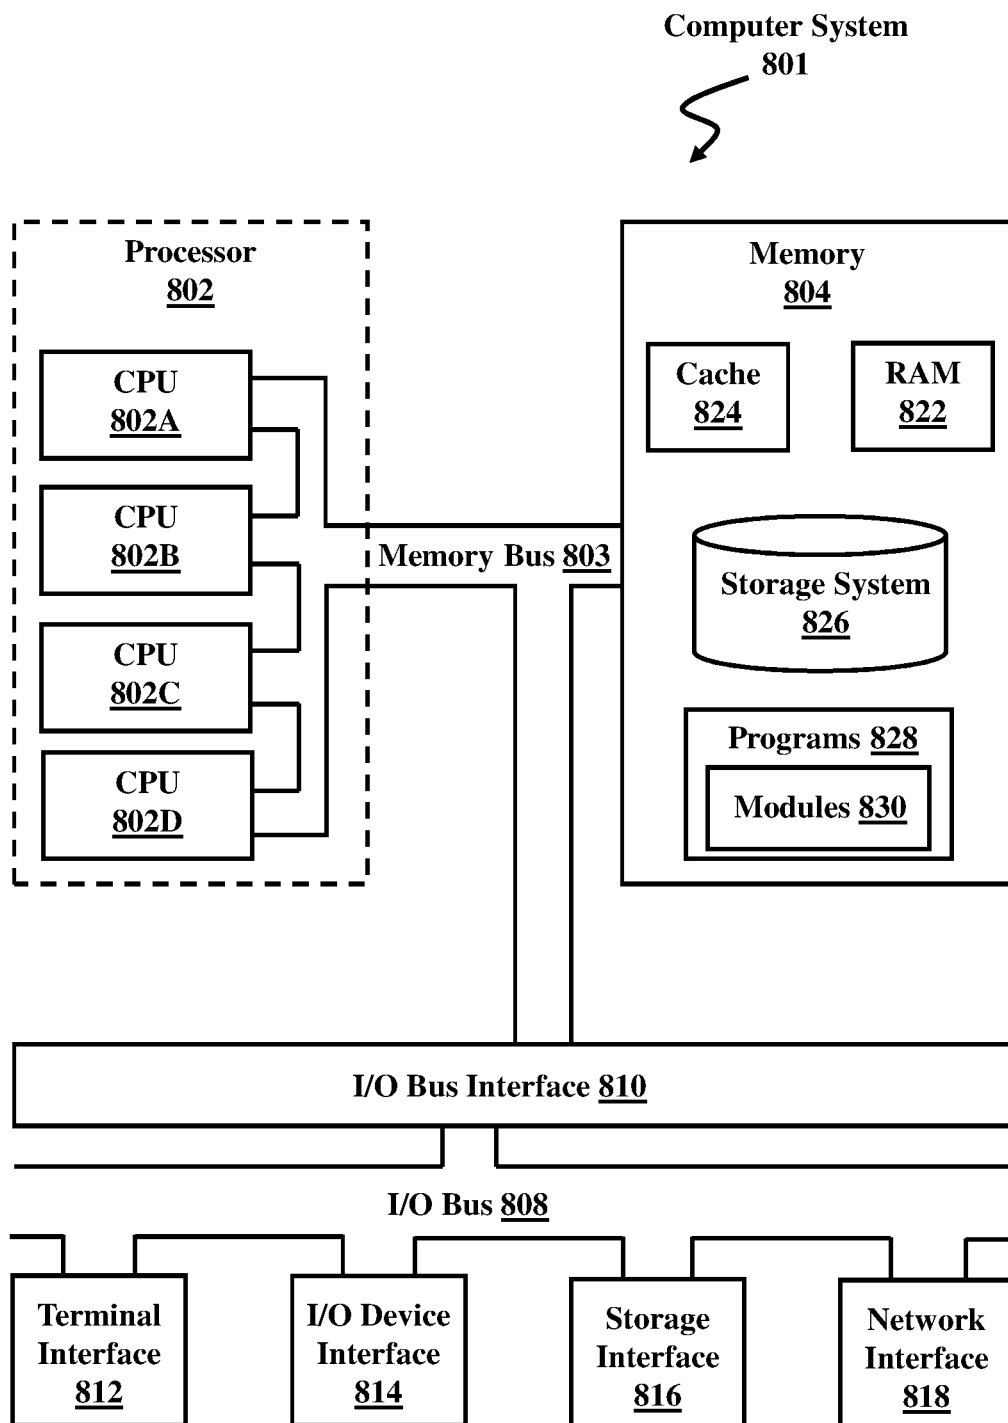 Computer System
801
Processor
802
CPU
802A
CPU
802B
CPU
802C
CPU
802D
Memory Bus 803
Memory
804
Cache
824
RAM
822
Storage System
826
Programs 828
Modules 830
I/O Bus Interface 810
I/O Bus 808
Terminal
Interface
812
I/O Device
Interface
814
Storage
Interface
816
Network
Interface
818